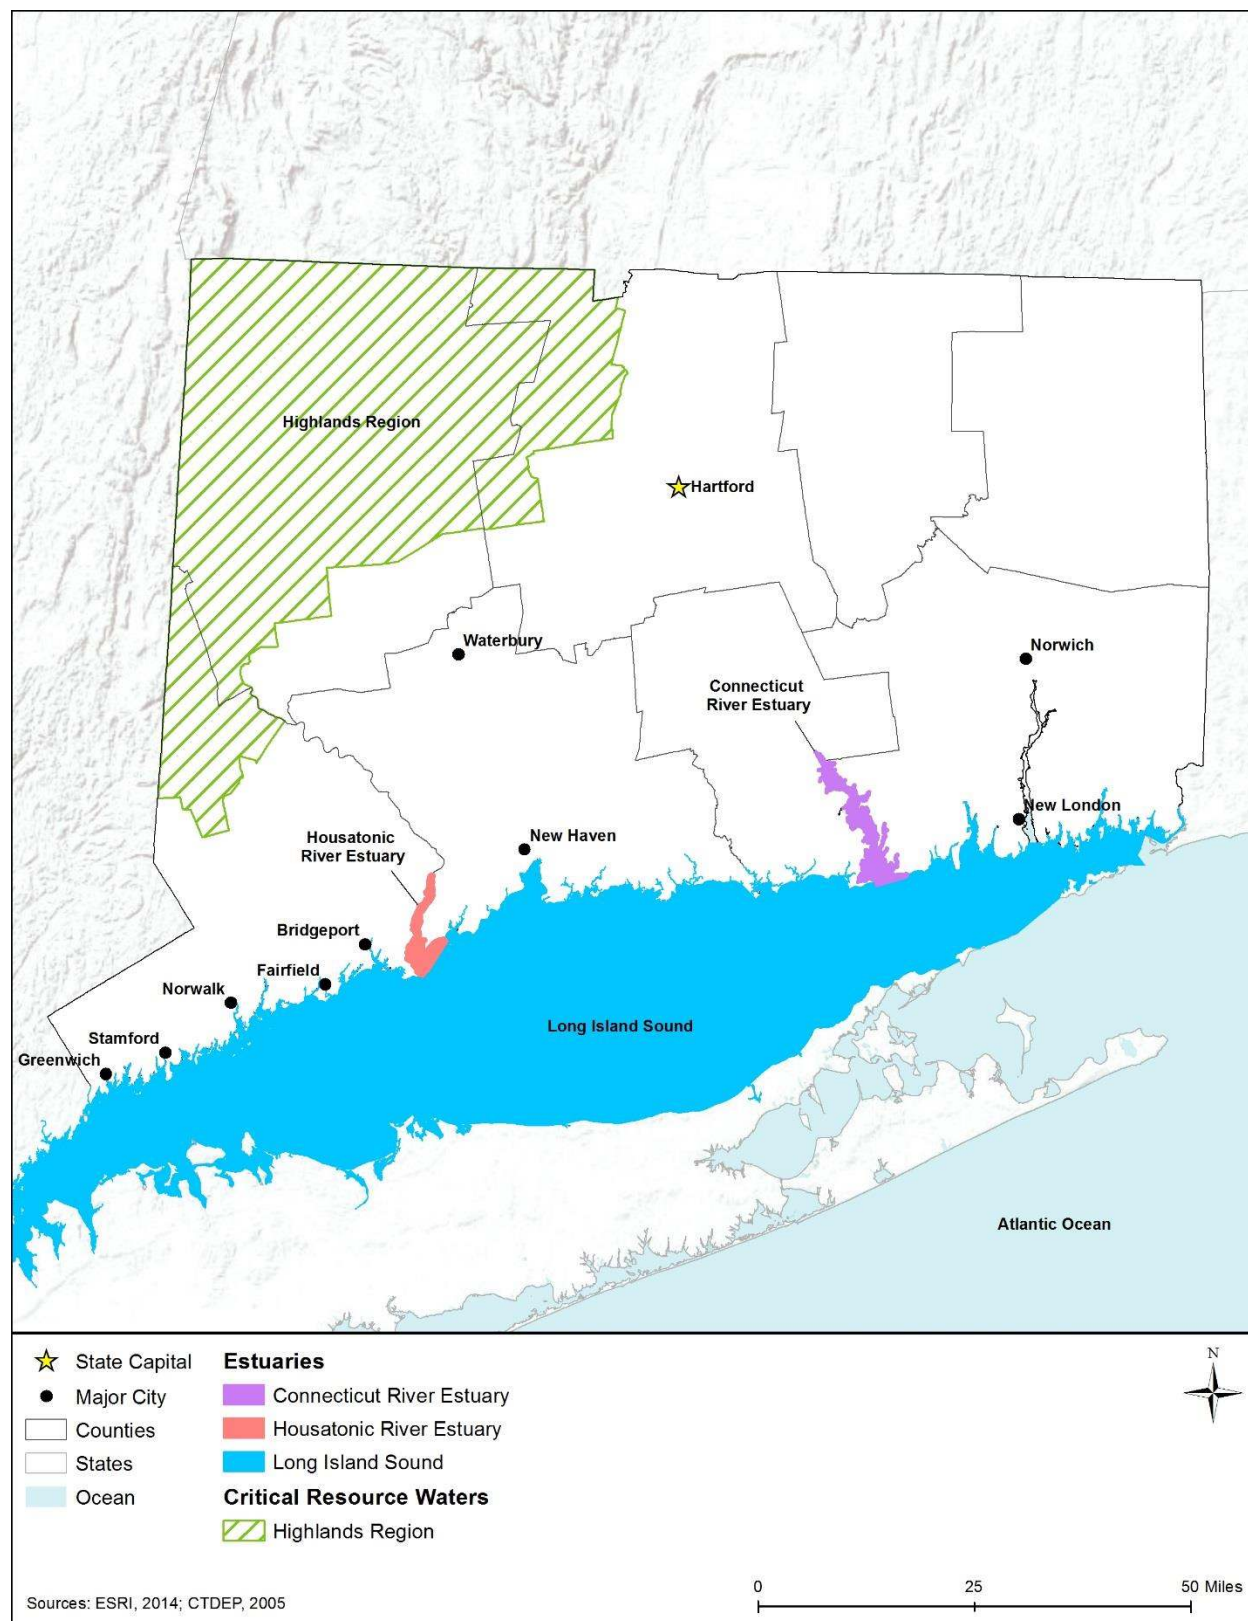 Highlands Region
Hartford
Waterbury
Norwich
Connecticut
River Estuary
New London
Housatonic
River Estuary
New Haven
Bridgeport
Fairfield
Norwalk
Long Island Sound
Stamford
Greenwich
Atlantic Ocean
State Capital
Major City
Counties
States
Ocean
Estuaries
Connecticut River Estuary
Housatonic River Estuary
Long Island Sound
Critical Resource Waters
Highlands Region
N
0 25 50 Miles
Sources: ESRI, 2014; CTDEP, 2005